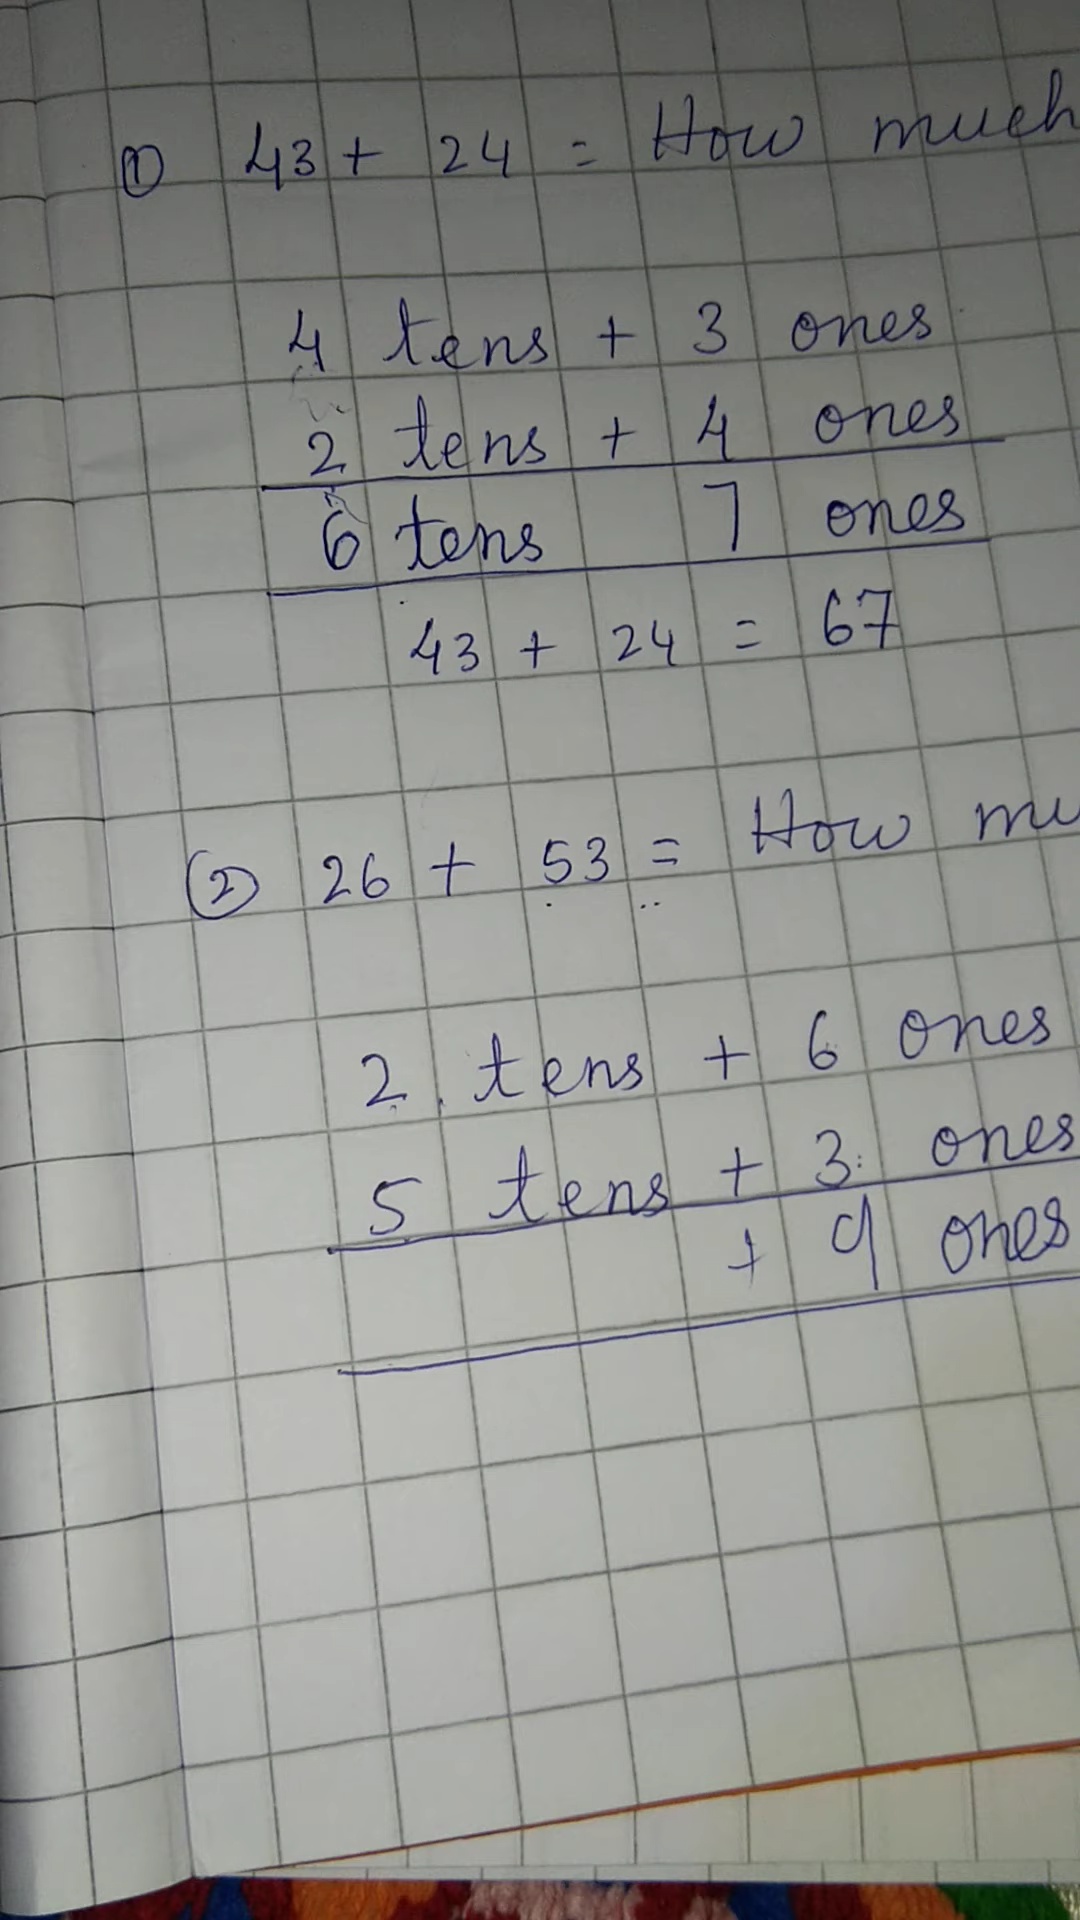 ① 43 + 24 = How much
4 tens + 3 ones
2 tens + 4 ones
6 tens 7 ones
43 + 24 = 67
② 26 + 53 = How
2 tens + 6 ones
5 tens + 3 ones
+ 9 ones